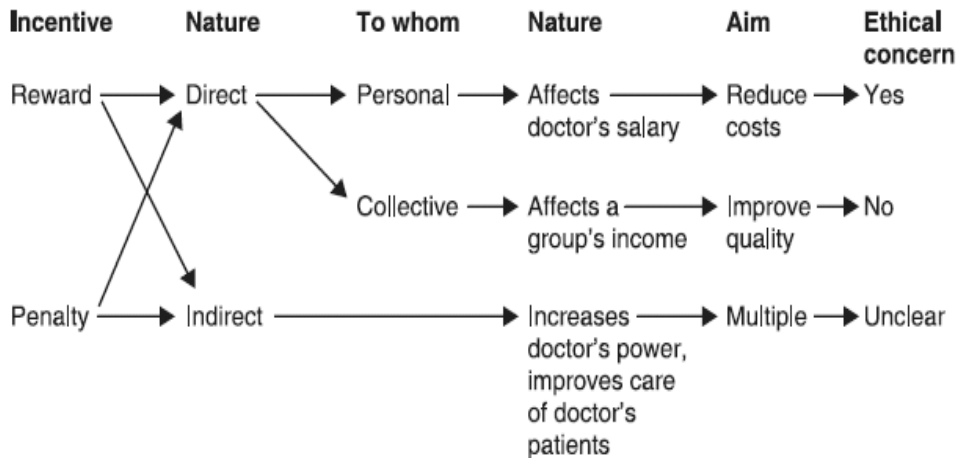 Incentive Nature To whom Nature Aim Ethical
concern
Reward Direct Personal Affects Reduce Yes
doctor's salary costs
Collective Affects a Improve No
group's income quality
Penalty Indirect Increases Multiple Unclear
doctor's power,
improves care
of doctor's
patients